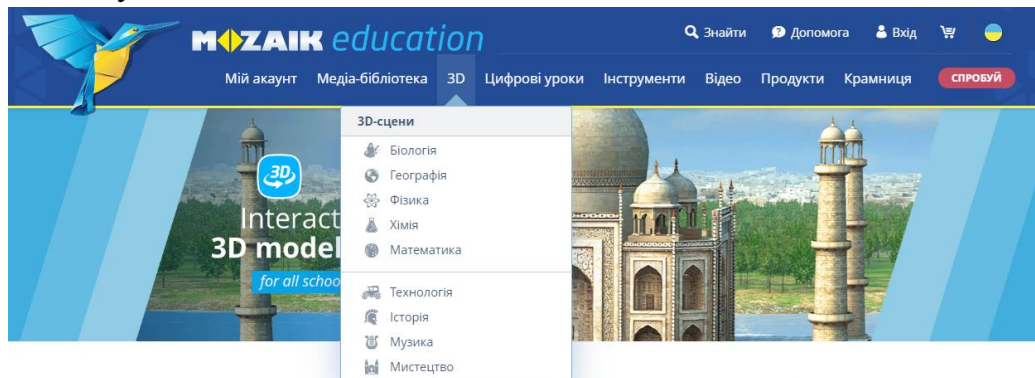 MOZAIK education
Знайти Допомога Вхід
Мій акаунт Медіа-бібліотека 3D Цифрові уроки Інструменти Відео Продукти Крамниця СПРОБУЙ
3D-сцени
Біологія
Географія
Фізика
Хімія
Математика
Технологія
Історія
Музика
Мистецтво
3D
Interact
3D model
for all schoo